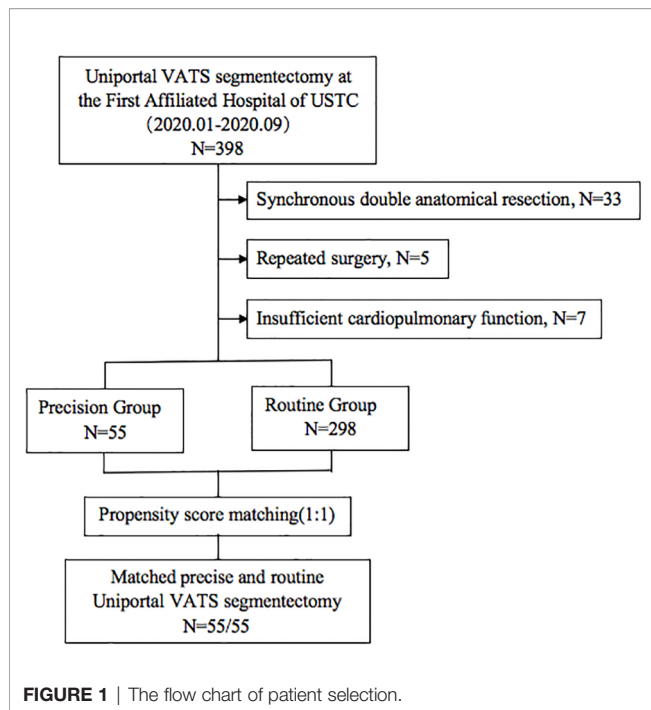 Uniportal VATS segmentectomy at
the First Affiliated Hospital of USTC
（2020.01-2020.09）
N=398
Synchronous double anatomical resection, N=33
Repeated surgery, N=5
Insufficient cardiopulmonary function, N=7
Precision Group
N=55
Routine Group
N=298
Propensity score matching(1:1)
Matched precise and routine
Uniportal VATS segmentectomy
N=55/55
FIGURE 1 | The flow chart of patient selection.